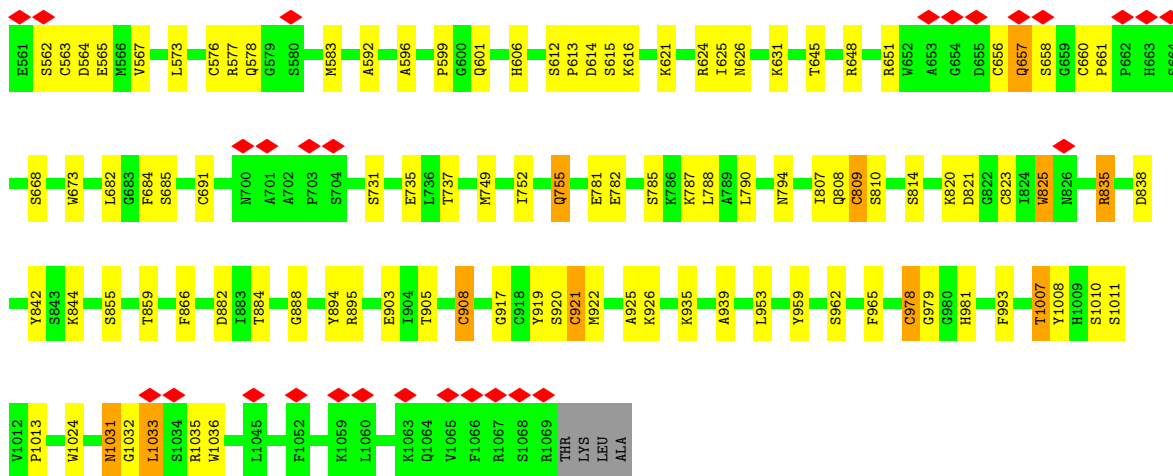 E561 S562 C563 D564 E565 M566 V567 L573 C576 R577 Q578 G579 S580 M583 A592 A596 P599 G600 Q601 H606 S612 P613 D614 S615 K616 K621 R624 I625 N626 K631 T645 R648 R651 W652 A653 G654 D655 C656 Q657 S658 G659 C660 P661 P662 H663 S664
S668 W673 L682 G683 F684 S685 C691 N700 A701 A702 P703 S704 S731 E735 L736 T737 M749 I752 Q755 E781 E782 S785 K786 K787 L788 A789 L790 N794 I807 Q808 C809 S810 S814 K820 D821 G822 C823 I824 W825 N826 R835 D838
Y842 S843 K844 S855 T859 F866 D882 I883 T884 G888 Y894 R895 E903 I904 T905 C908 G917 C918 Y919 S920 C921 M922 A925 K926 K935 A939 L953 Y959 S962 F965 C978 G979 G980 H981 F993 T1007 Y1008 H1009 S1010 S1011
V1012 P1013 W1024 N1031 G1032 L1033 S1034 R1035 W1036 L1045 F1052 K1059 L1060 K1063 Q1064 V1065 F1066 R1067 S1068 R1069 THR LYS LEU ALA